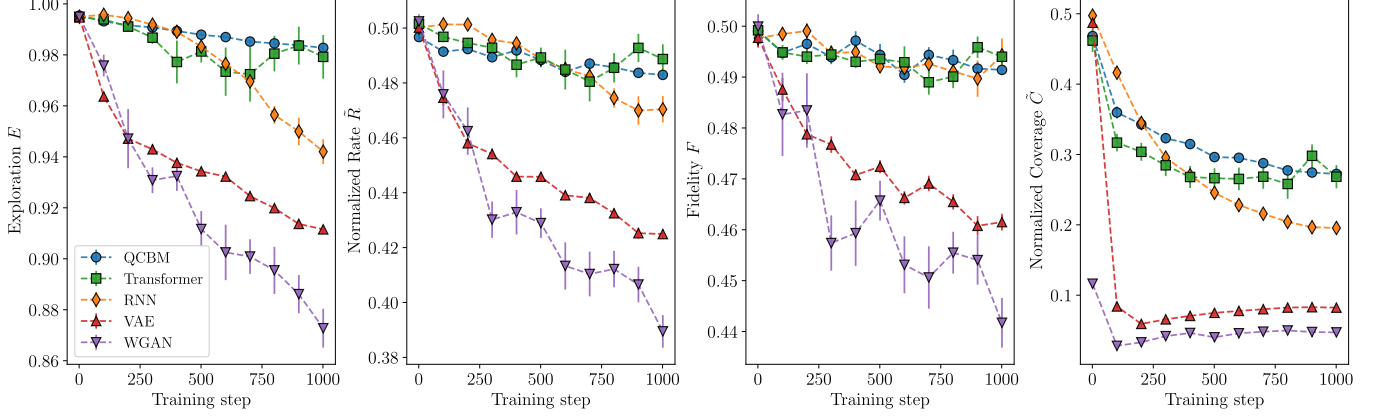 Exploration E
1.00
0.98
0.96
0.94
0.92
0.90
0.88
0.86
QCBM
Transformer
RNN
VAE
WGAN
0 250 500 750 1000
Training step
Normalized Rate R̃
0.50
0.48
0.46
0.44
0.42
0.40
0.38
0 250 500 750 1000
Training step
Fidelity F
0.50
0.49
0.48
0.47
0.46
0.45
0.44
0 250 500 750 1000
Training step
Normalized Coverage C̃
0.5
0.4
0.3
0.2
0.1
0 250 500 750 1000
Training step